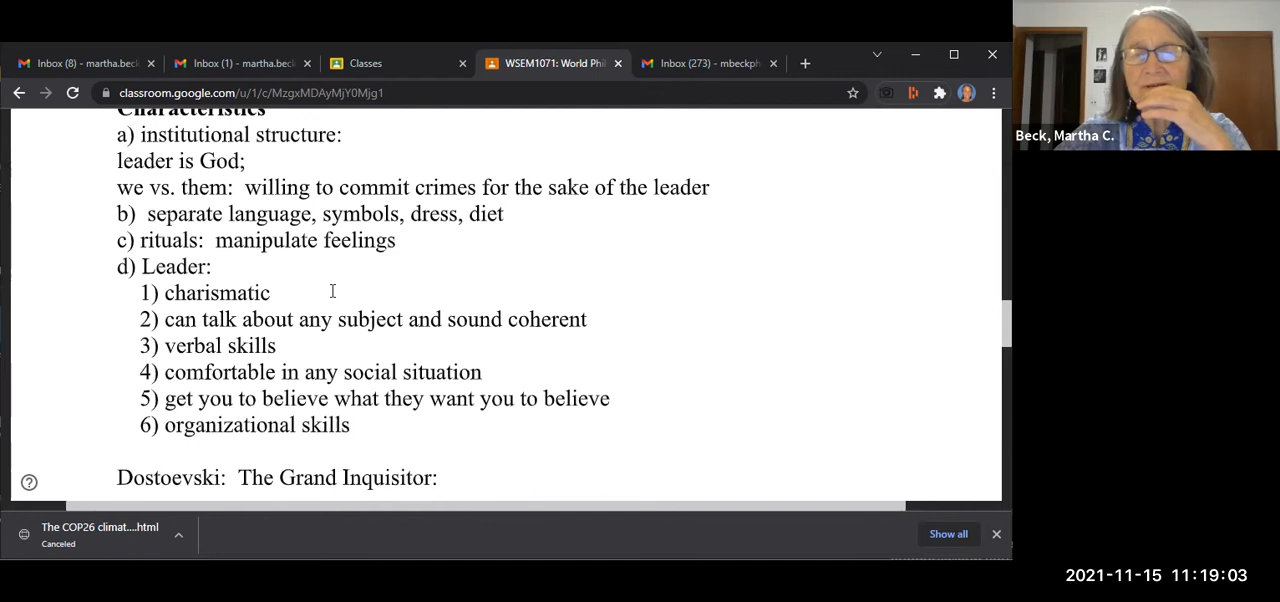 Inbox (8) - martha.beck
Inbox (1) - martha.beck
Classes
WSEM1071: World Phil
Inbox (273) - mbeckph
classroom.google.com/u/1/c/MzgxMDAyMjY0Mjg1
Beck, Martha C.
Characteristics
a) institutional structure:
leader is God;
we vs. them: willing to commit crimes for the sake of the leader
b) separate language, symbols, dress, diet
c) rituals: manipulate feelings
d) Leader:
1) charismatic
2) can talk about any subject and sound coherent
3) verbal skills
4) comfortable in any social situation
5) get you to believe what they want you to believe
6) organizational skills
Dostoevski: The Grand Inquisitor:
The COP26 climat....html
Canceled
Show all
2021-11-15 11:19:03